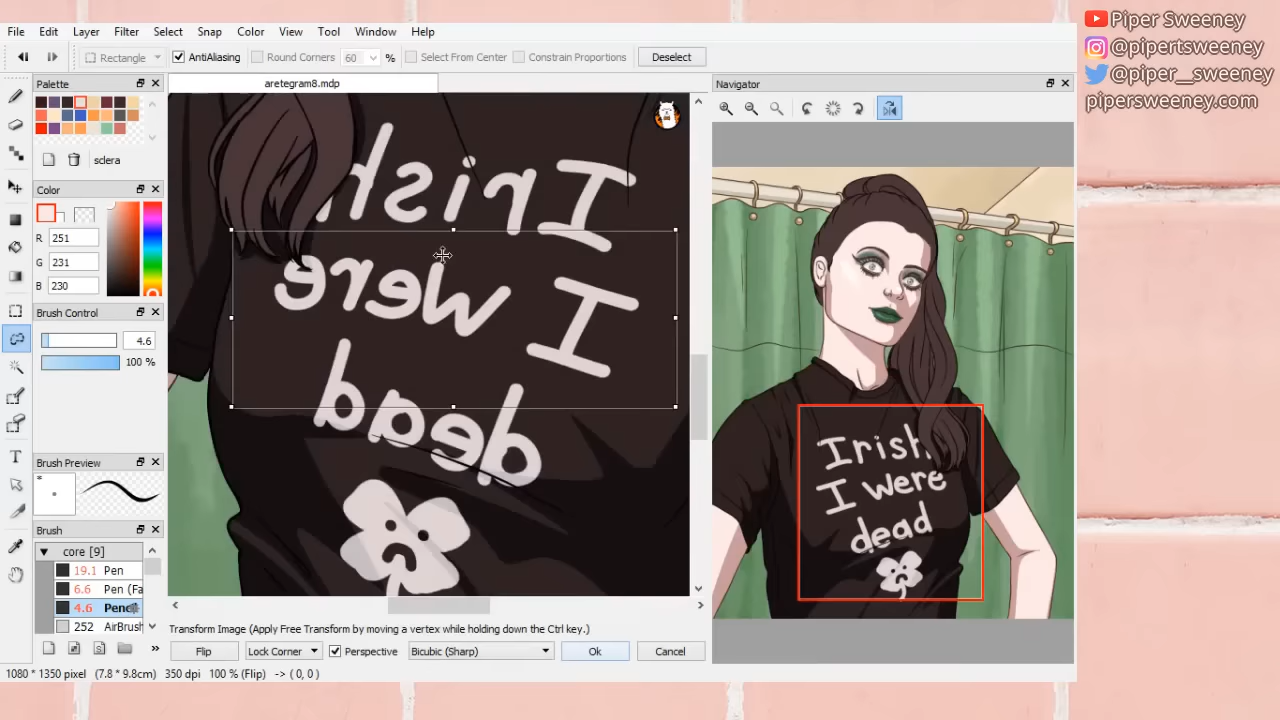 Piper Sweeney
@pipertsweeney
@piper__sweeney
pipersweeney.com
File Edit Layer Filter Select Snap Color View Tool Window Help
Rectangle AntiAliasing Round Corners 60 % Select From Center Constrain Proportions Deselect
Palette
aretegram8.mdp
Navigator
sclera
Color
R 251
G 231
B 230
Brush Control
4.6
100 %
Brush Preview
*
Brush
core [9]
19.1 Pen
6.6 Pen (Fa
4.6 Penc
252 AirBrush
Irish
I were
dead
Irish
I were
dead
Transform Image (Apply Free Transform by moving a vertex while holding down the Ctrl key.)
Flip Lock Corner Perspective Bicubic (Sharp) Ok Cancel
1080 * 1350 pixel (7.8 * 9.8cm) 350 dpi 100 % (Flip) -> ( 0, 0 )